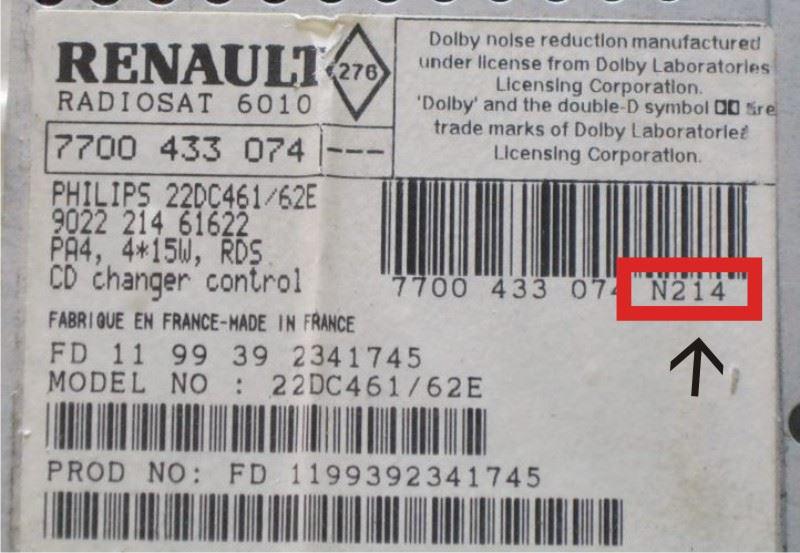 RENAULT
276
RADIOSAT 6010
7700 433 074 ---
Dolby noise reduction manufactured
under license from Dolby Laboratories
Licensing Corporation.
'Dolby' and the double-D symbol are
trade marks of Dolby Laboratories
Licensing Corporation.
PHILIPS 22DC461/62E
9022 214 61622
PA4, 4*15W, RDS
CD changer control
7700 433 074 N214
FABRIQUE EN FRANCE-MADE IN FRANCE
FD 11 99 39 2341745
MODEL NO : 22DC461/62E
PROD NO: FD 1199392341745